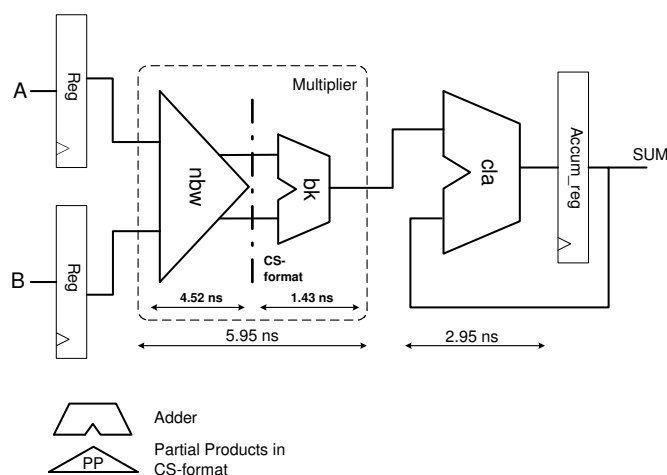 Multiplier
A
Reg
nbw
bk
cla
Accum_reg
SUM
B
Reg
CS-
format
4.52 ns
1.43 ns
5.95 ns
2.95 ns
Adder
PP
Partial Products in
CS-format